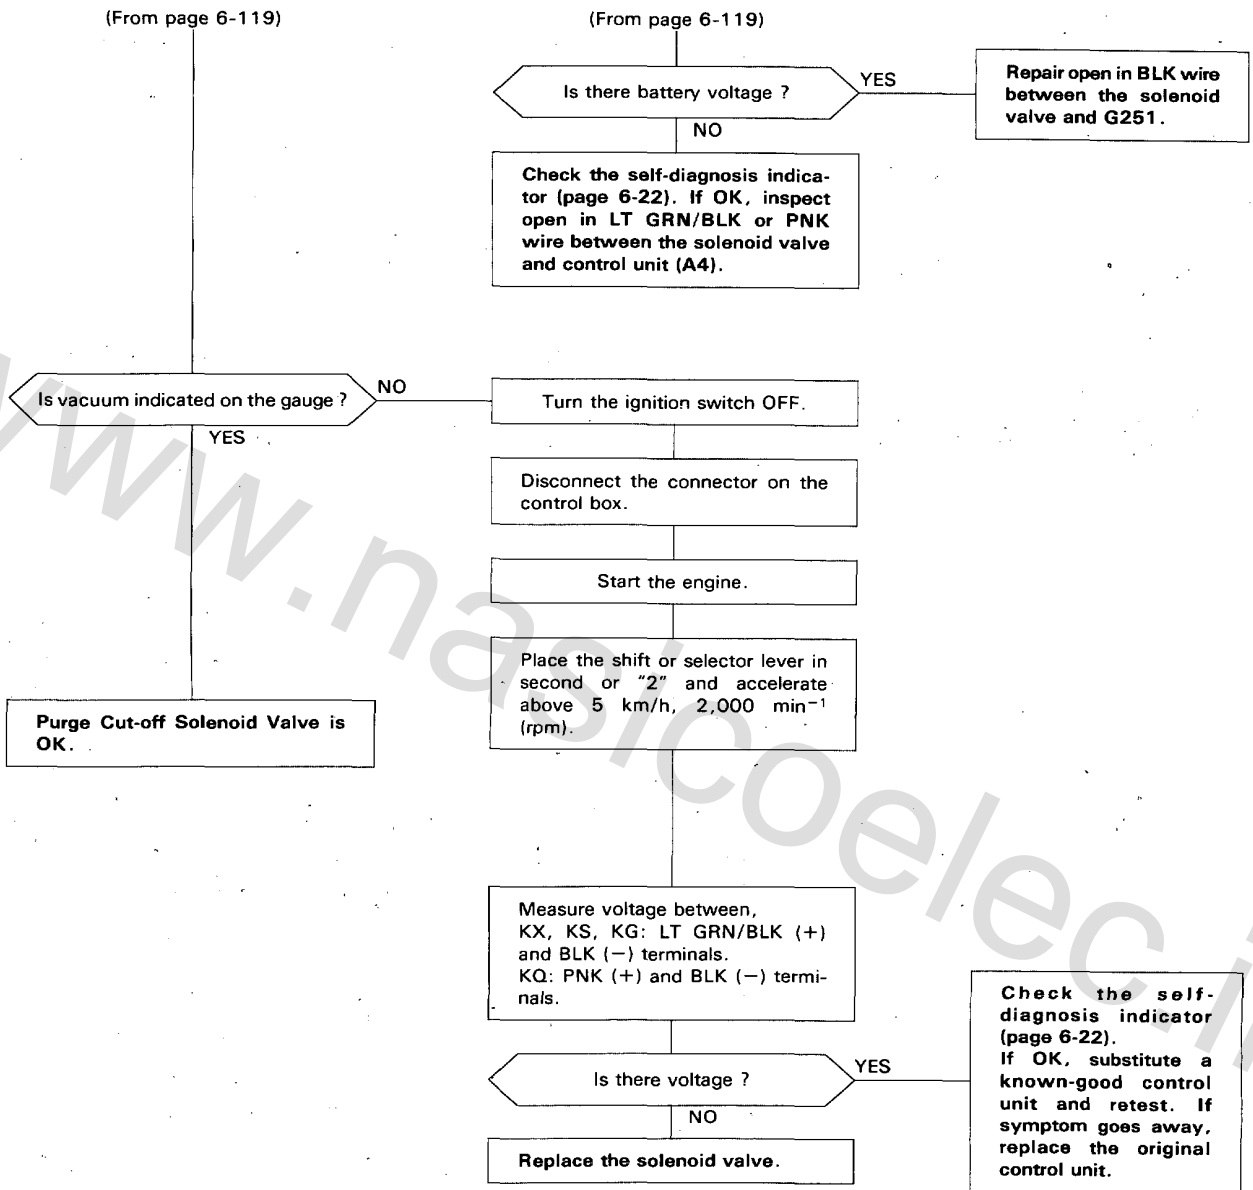 (From page 6-119)
(From page 6-119)
Is there battery voltage ?
YES
Repair open in BLK wire
between the solenoid
valve and G251.
NO
Check the self-diagnosis indica-
tor (page 6-22). If OK, inspect
open in LT GRN/BLK or PNK
wire between the solenoid valve
and control unit (A4).
Is vacuum indicated on the gauge ?
NO
Turn the ignition switch OFF.
YES
Disconnect the connector on the
control box.
Start the engine.
Place the shift or selector lever in
second or "2" and accelerate
above 5 km/h, 2,000 min⁻¹
(rpm).
Purge Cut-off Solenoid Valve is
OK.
Measure voltage between,
KX, KS, KG: LT GRN/BLK (+)
and BLK (−) terminals.
KQ: PNK (+) and BLK (−) termi-
nals.
Is there voltage ?
YES
Check the self-
diagnosis indicator
(page 6-22).
If OK, substitute a
known-good control
unit and retest. If
symptom goes away,
replace the original
control unit.
NO
Replace the solenoid valve.